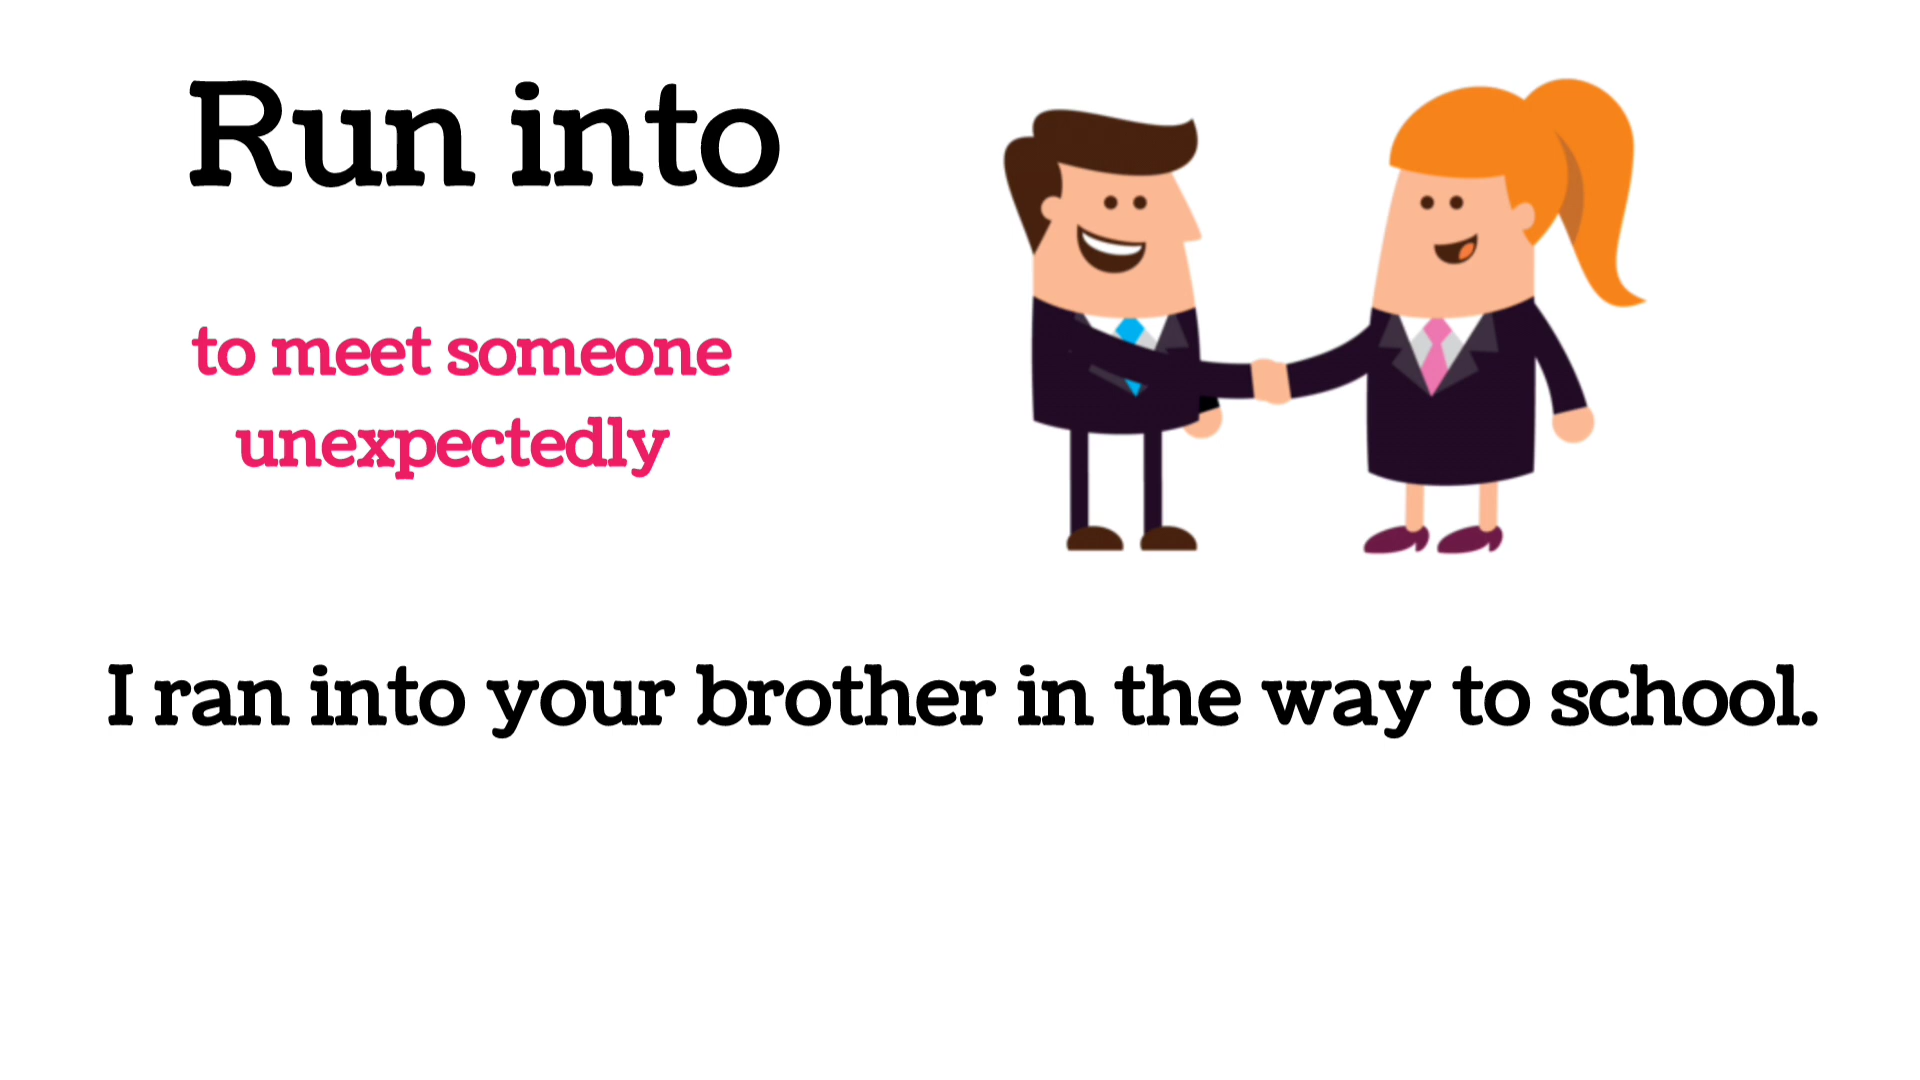 Run into
to meet someone
unexpectedly
I ran into your brother in the way to school.